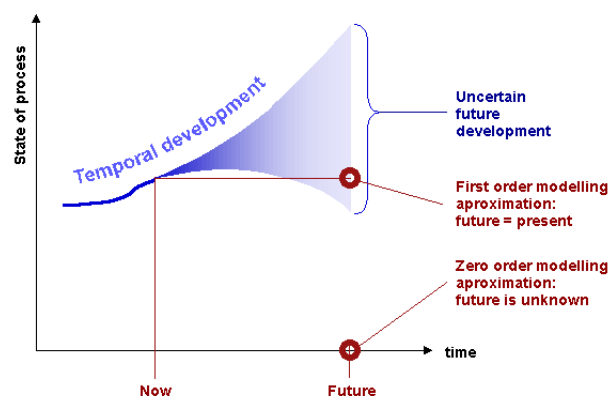 State of process
Temporal development
Uncertain
future
development
First order modelling
aproximation:
future = present
Zero order modelling
aproximation:
future is unknown
time
Now
Future